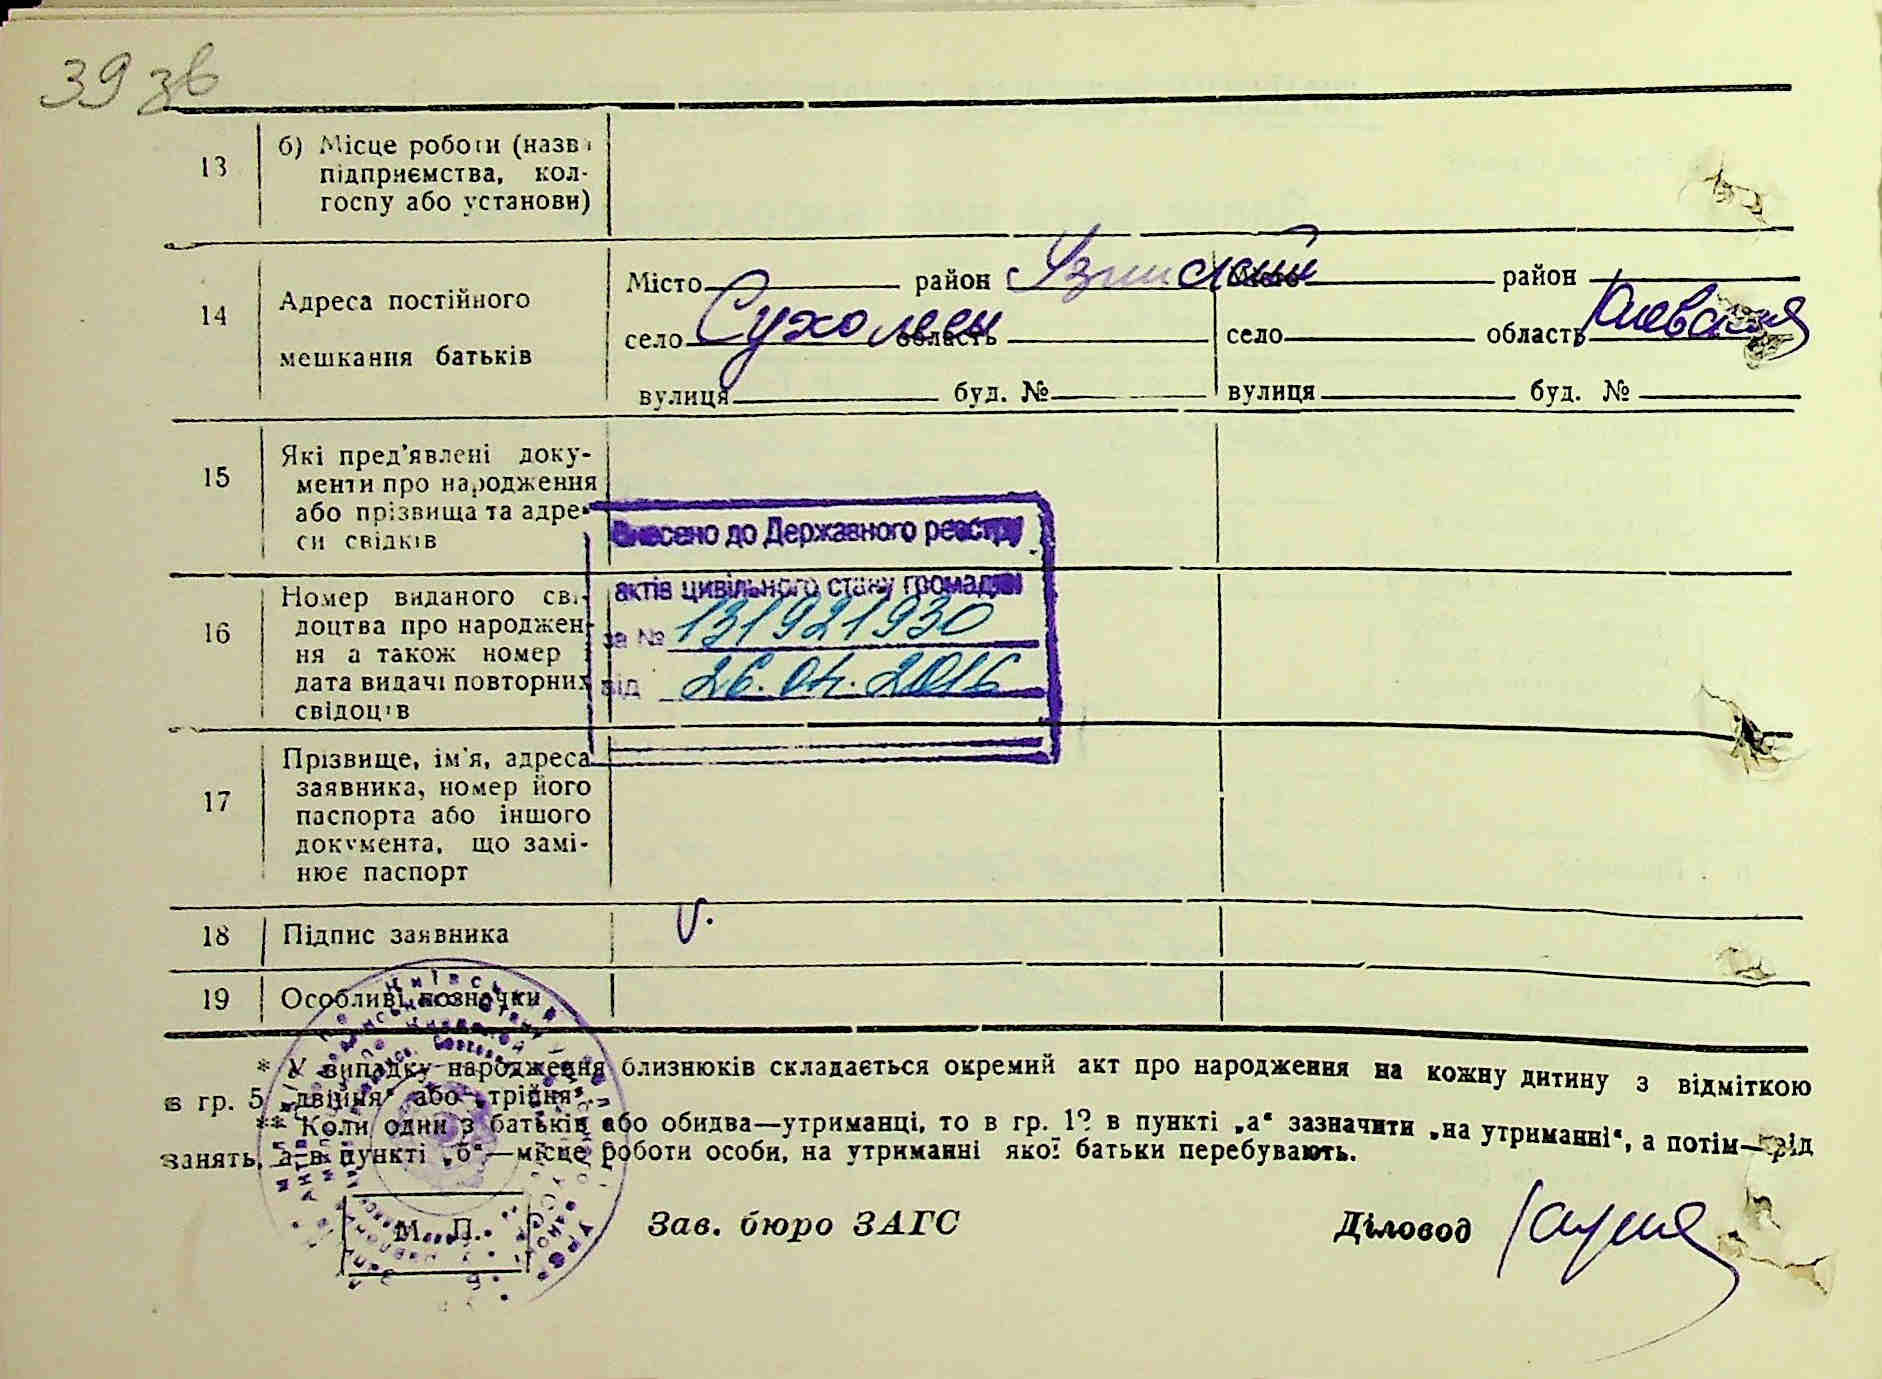 39 зв
13
б) Місце роботи (назва
підприємства, кол-
госпу або установи)
14
Адреса постійного
мешкання батьків
Місто район Узинский Місто район
село Сухолеси область село область Киевская
вулиця буд. № вулиця буд. №
15
Які пред'явлені доку-
менти про народження
або прізвища та адре-
си свідків
Внесено до Державного реєстру
актів цивільного стану громадян
за № 131921930
від 26.04.2016
16
Номер виданого сві-
доцтва про народжен-
ня а також номер і
дата видачі повторних
свідоцтв
17
Прізвище, ім'я, адреса
заявника, номер його
паспорта або іншого
документа, що замі-
нює паспорт
18
Підпис заявника
19
Особливі позначки
* У випадку народження близнюків складається окремий акт про народження на кожну дитину з відміткою
в гр. 5 „двійня“ або „трійня“.
** Коли один з батьків або обидва—утриманці, то в гр. 13 в пункті „а“ зазначити „на утриманні“, а потім—рід
занять, а в пункті „б“—місце роботи особи, на утриманні якої батьки перебувають.
М. П.
Зав. бюро ЗАГС
Діловод